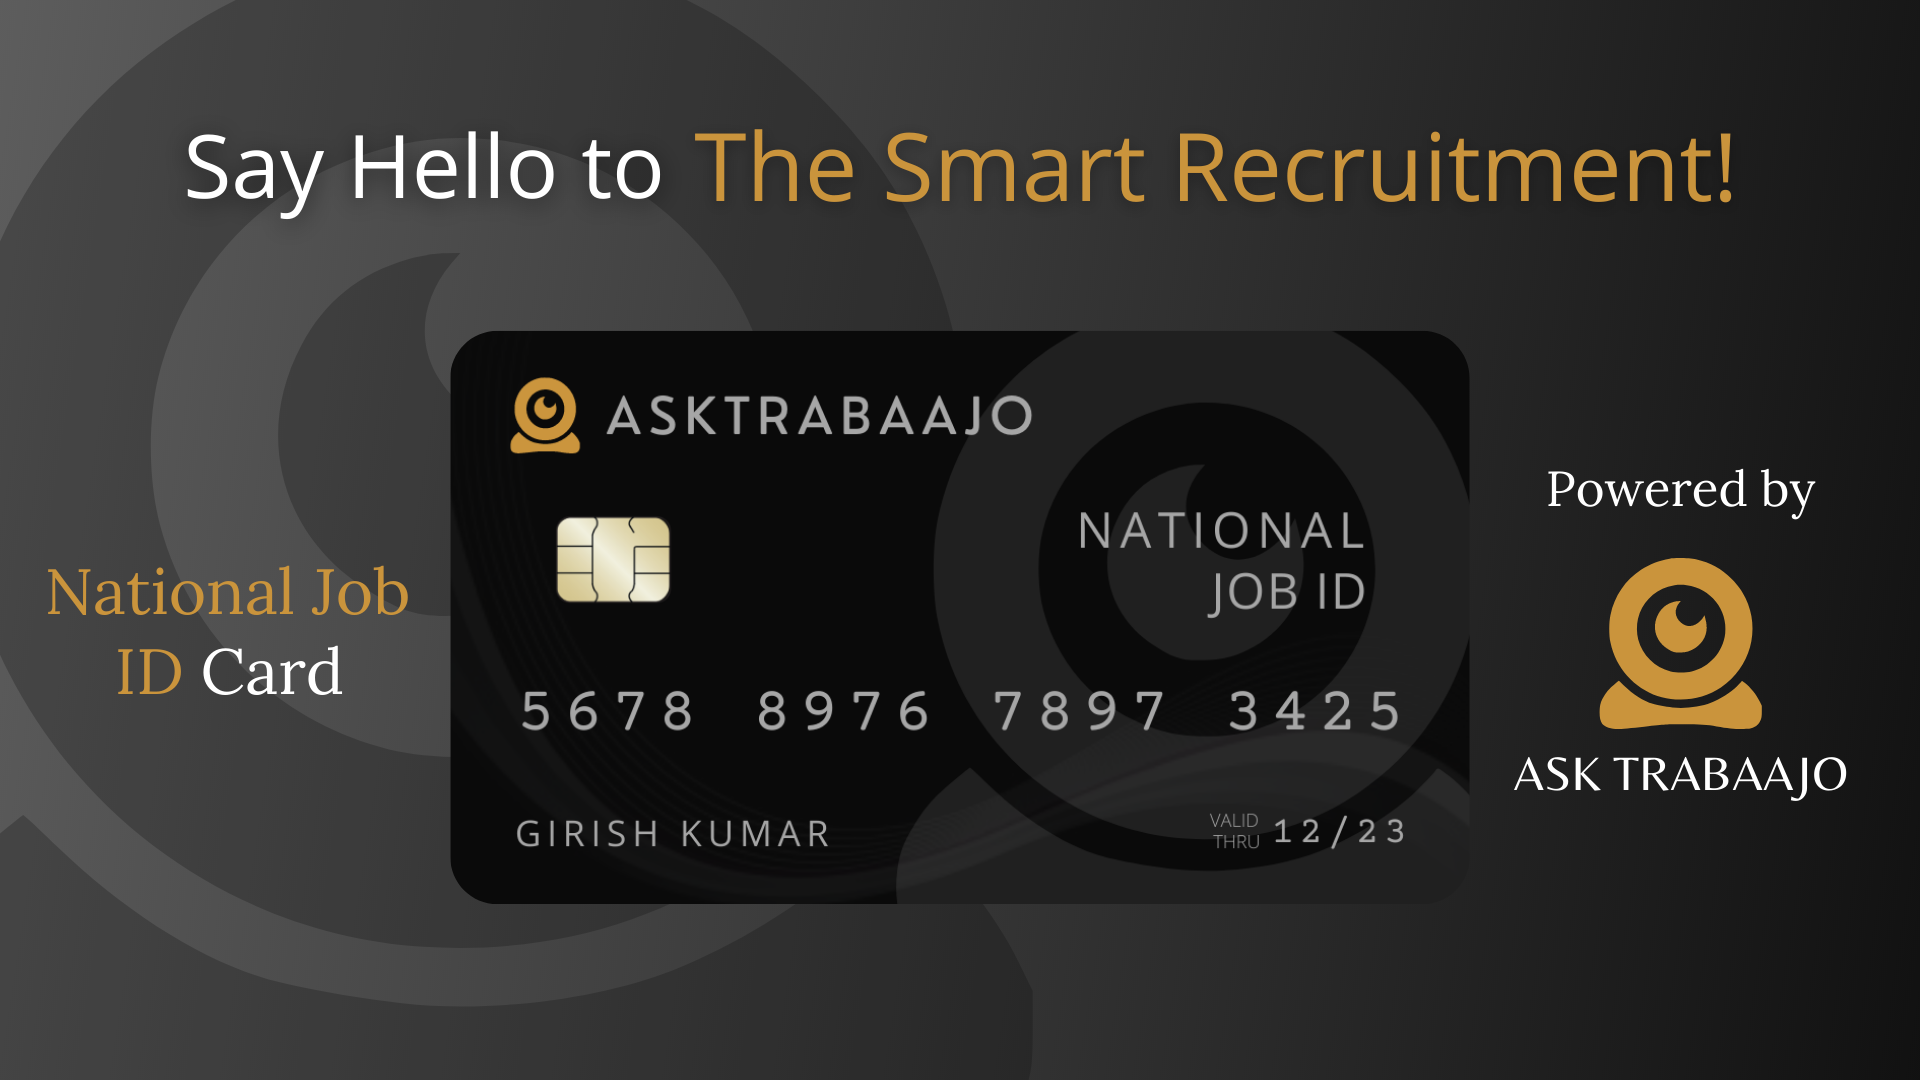 Say Hello to The Smart Recruitment!
National Job
ID Card
ASKTRABAAJO
NATIONAL
JOB ID
5678 8976 7897 3425
GIRISH KUMAR
VALID
THRU 12/23
Powered by
ASK TRABAAJO